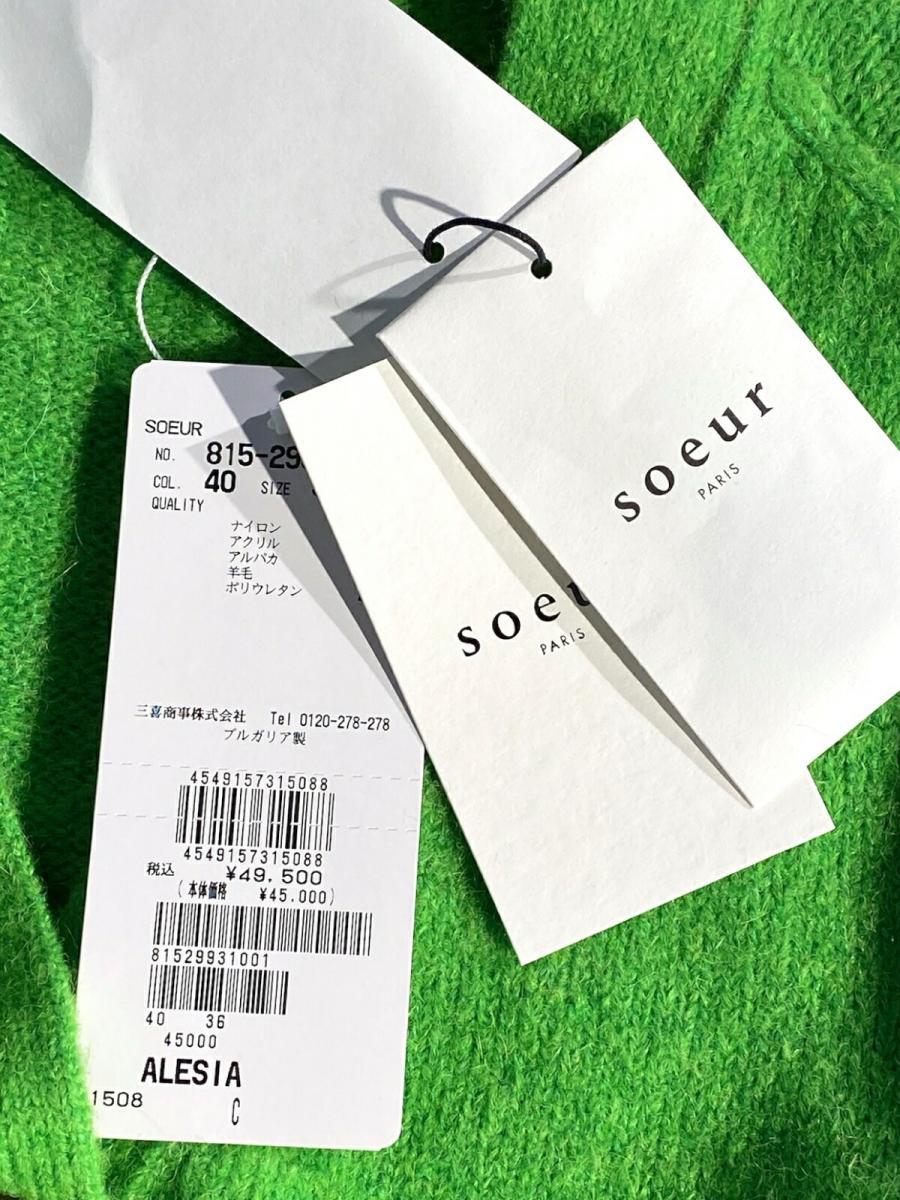 SOEUR
NO. 815-29
COL. 40 SIZE
QUALITY
ナイロン
アクリル
アルパカ
羊毛
ポリウレタン
三喜商事株式会社 Tel 0120-278-278
ブルガリア製
4549157315088
4549157315088
税込 ¥49,500
(本体価格 ¥45.000)
81529931001
40 36
45000
ALESIA
1508
C
soeur
PARIS
soeu
PARIS